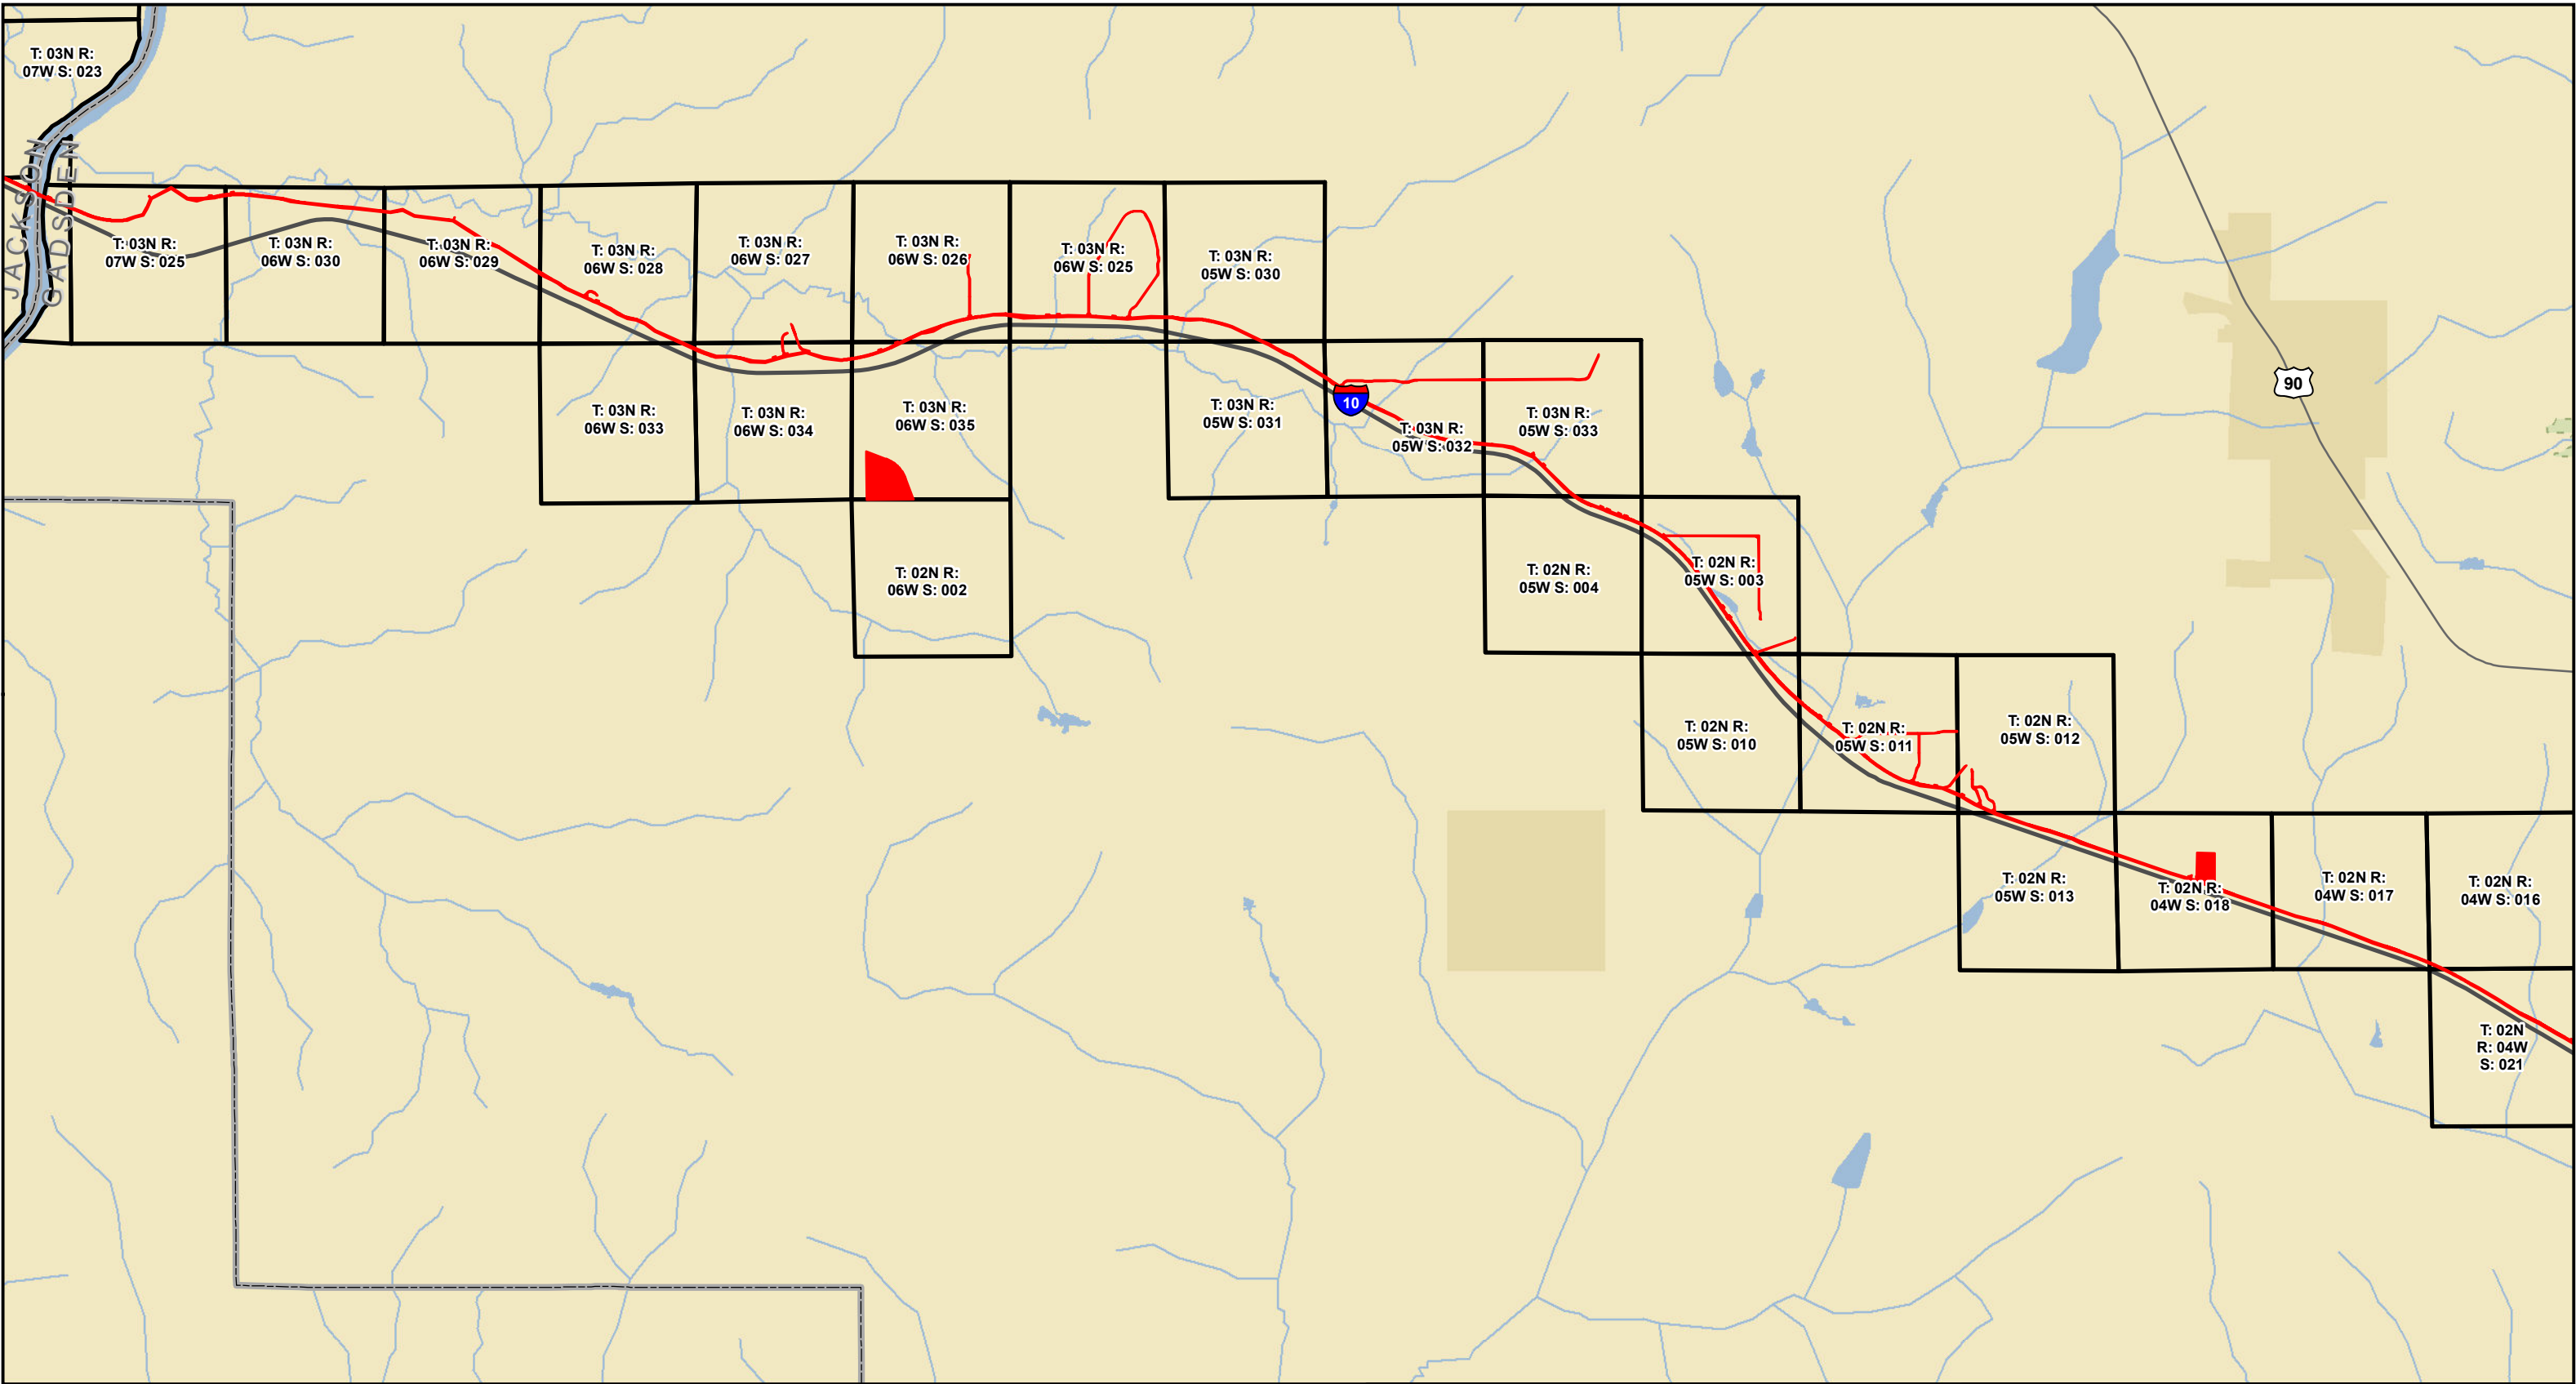 T: 03N R:
07W S: 023
JACKSON
GADSDEN
T: 03N R:
07W S: 025
T: 03N R:
06W S: 030
T: 03N R:
06W S: 029
T: 03N R:
06W S: 028
T: 03N R:
06W S: 027
T: 03N R:
06W S: 026
T: 03N R:
06W S: 025
T: 03N R:
05W S: 030
90
10
T: 03N R:
06W S: 033
T: 03N R:
06W S: 034
T: 03N R:
06W S: 035
T: 03N R:
05W S: 031
T: 03N R:
05W S: 032
T: 03N R:
05W S: 033
T: 02N R:
06W S: 002
T: 02N R:
05W S: 004
T: 02N R:
05W S: 003
T: 02N R:
05W S: 010
T: 02N R:
05W S: 011
T: 02N R:
05W S: 012
T: 02N R:
05W S: 013
T: 02N R:
04W S: 018
T: 02N R:
04W S: 017
T: 02N R:
04W S: 016
T: 02N
R: 04W
S: 021